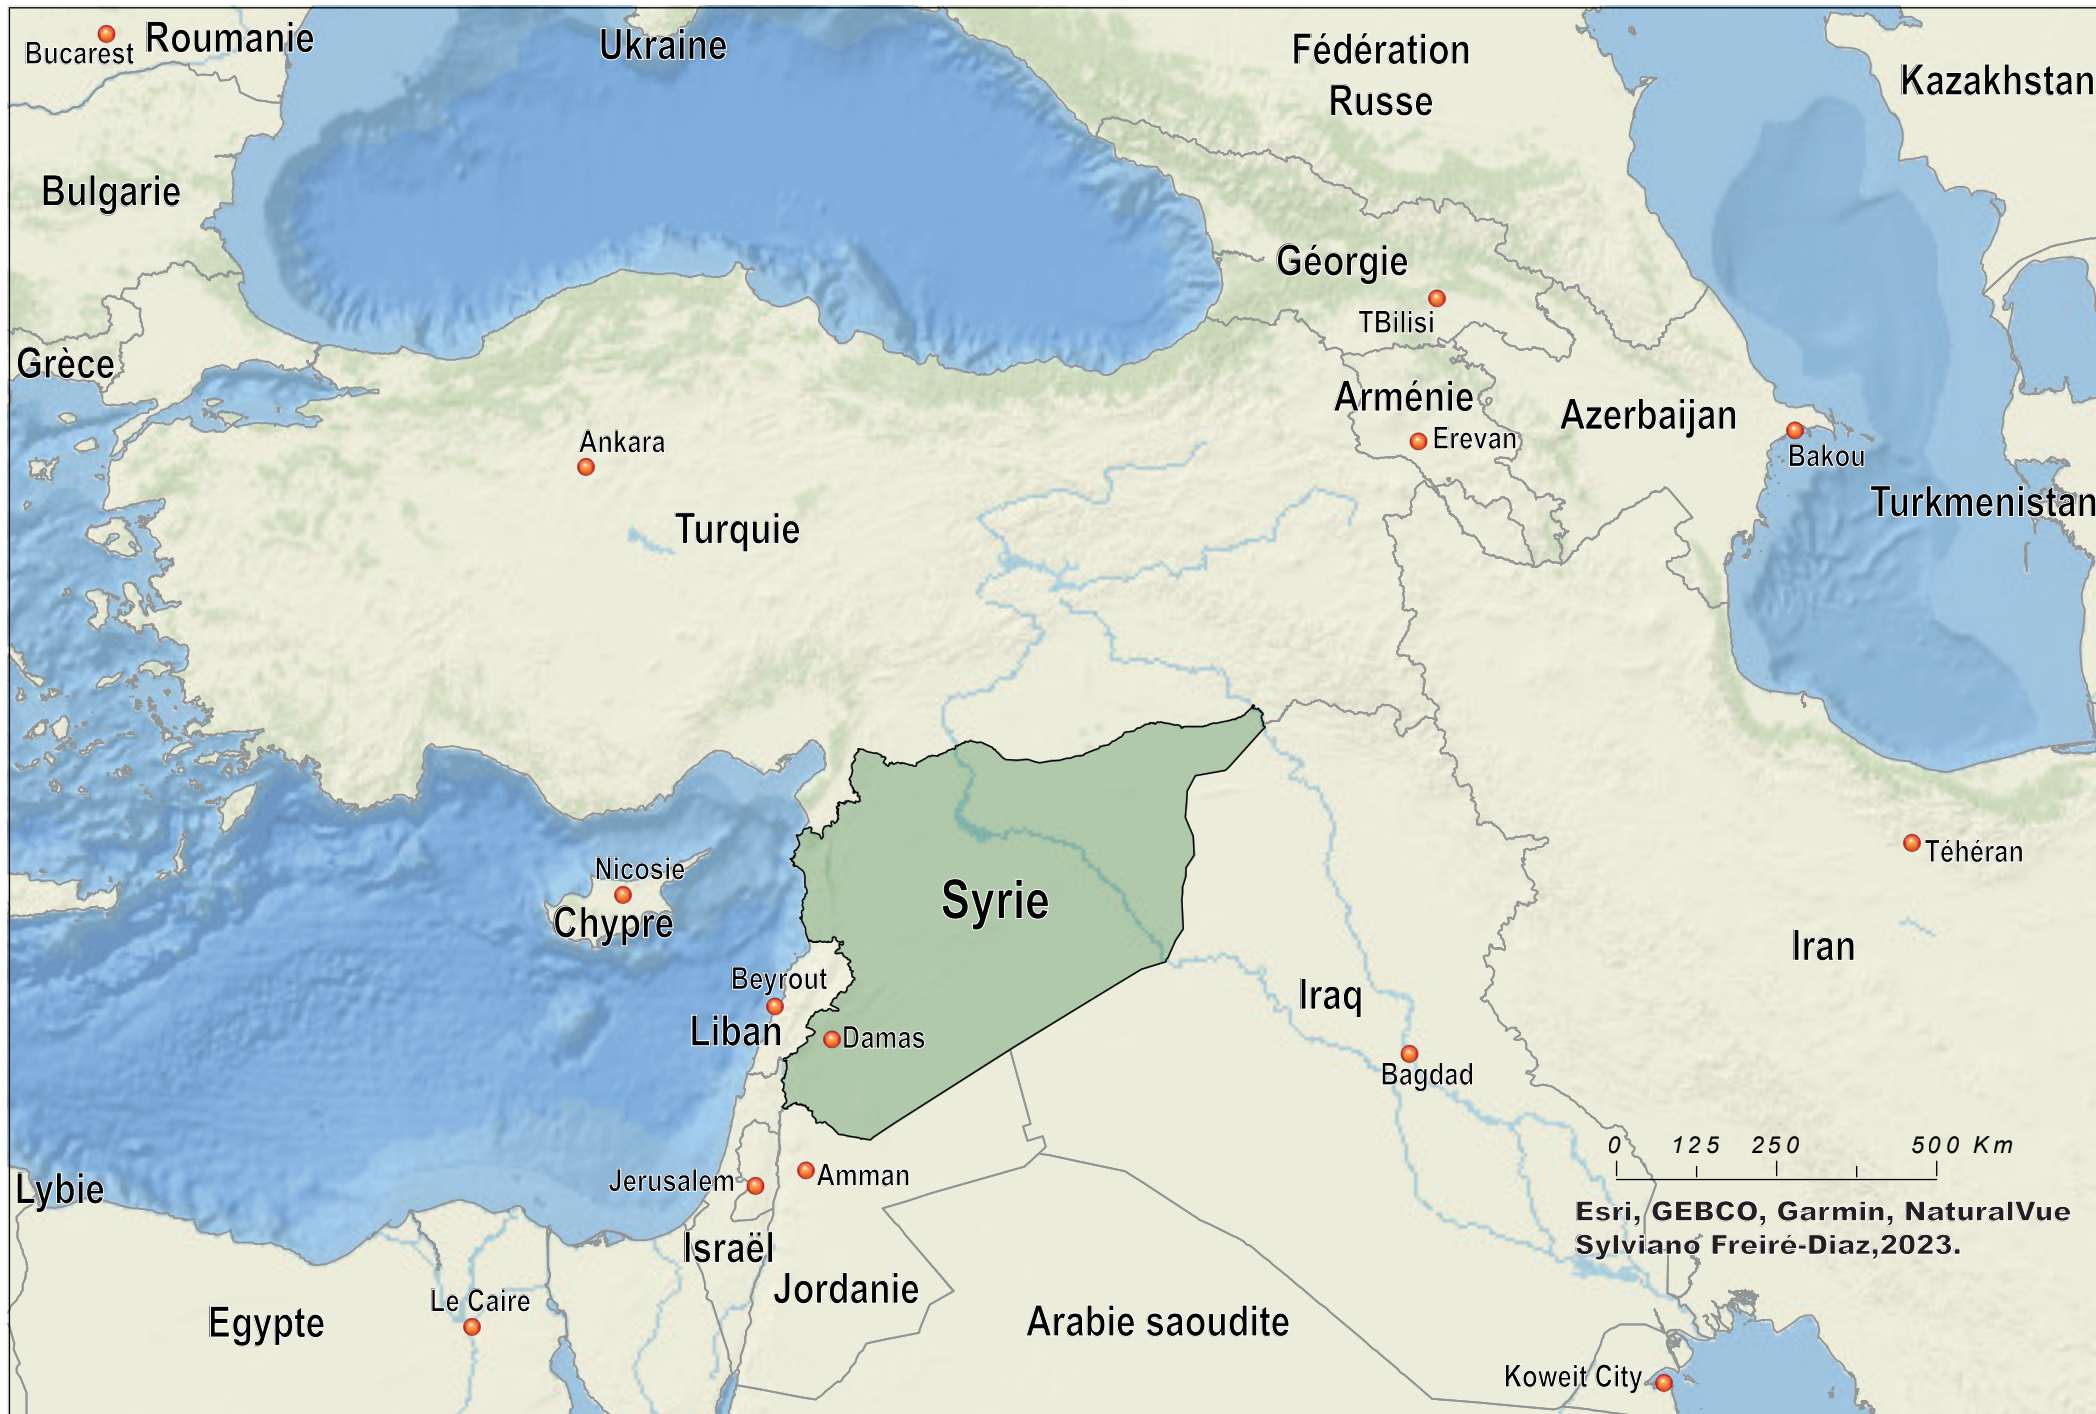 Bucarest
Roumanie
Ukraine
Fédération
Russe
Kazakhstan
Bulgarie
Géorgie
TBilisi
Grèce
Arménie
Erevan
Azerbaijan
Bakou
Turkmenistan
Ankara
Turquie
Téhéran
Iran
Nicosie
Chypre
Syrie
Beyrout
Liban
Damas
Iraq
Bagdad
0 125 250 500 Km
Esri, GEBCO, Garmin, NaturalVue
Sylviano Freiré-Diaz,2023.
Lybie
Jerusalem
Amman
Israël
Jordanie
Egypte
Le Caire
Arabie saoudite
Koweit City